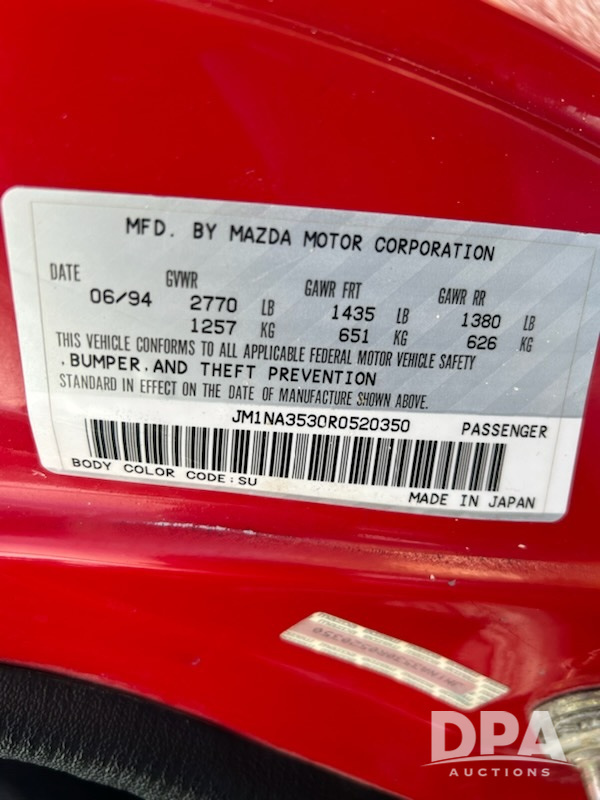 MFD. BY MAZDA MOTOR CORPORATION
DATE GVWR GAWR FRT GAWR RR
06/94 2770 LB 1435 LB 1380 LB
1257 KG 651 KG 626 KG
THIS VEHICLE CONFORMS TO ALL APPLICABLE FEDERAL MOTOR VEHICLE SAFETY
.BUMPER.AND THEFT PREVENTION
STANDARD IN EFFECT ON THE DATE OF MANUFACTURE SHOWN ABOVE.
JM1NA3530R0520350 PASSENGER
BODY COLOR CODE:SU
MADE IN JAPAN
DPA
AUCTIONS